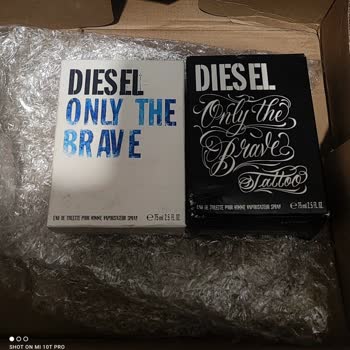 DIESEL
ONLY THE
BRAVE
EAU DE TOILETTE POUR HOMME VAPORISATEUR SPRAY e 75 ml 2.5 FL.OZ.
DIESEL
Only the
Brave
Tattoo
EAU DE TOILETTE POUR HOMME VAPORISATEUR SPRAY e 75 ml 2.5 FL.OZ.
SHOT ON MI 10T PRO